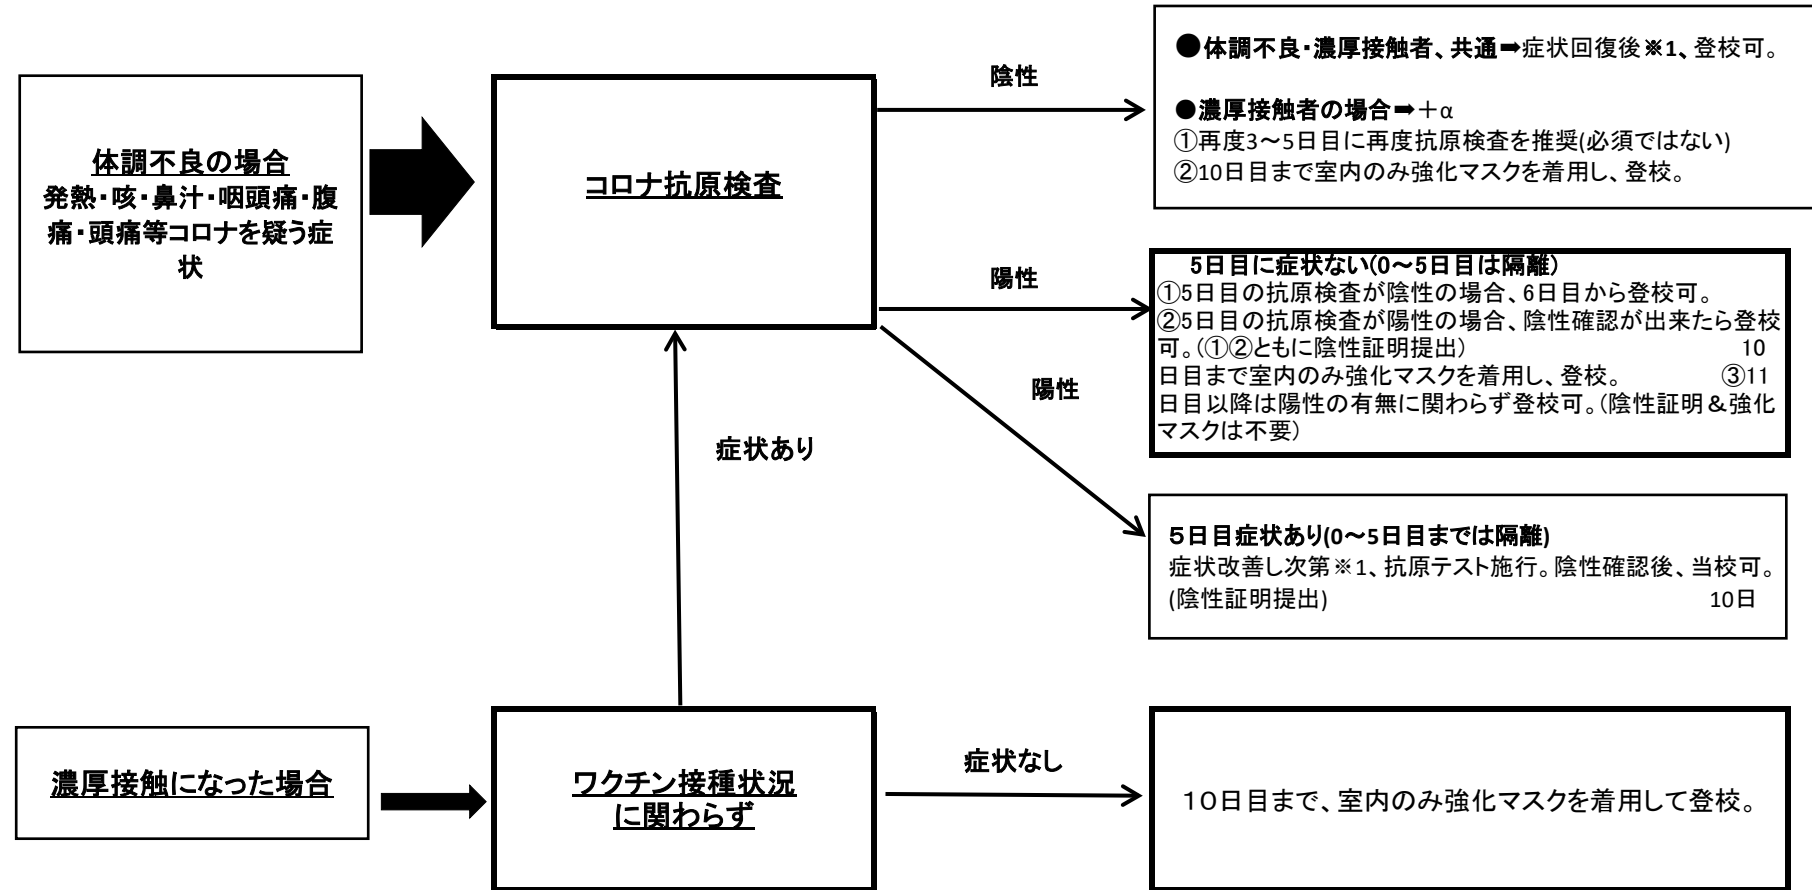 体調不良の場合
発熱・咳・鼻汁・咽頭痛・腹
痛・頭痛等コロナを疑う症
状
コロナ抗原検査
陰性
●体調不良・濃厚接触者、共通➡症状回復後※1、登校可。
●濃厚接触者の場合➡＋α
①再度3～5日目に再度抗原検査を推奨(必須ではない)
②10日目まで室内のみ強化マスクを着用し、登校。
陽性
5日目に症状ない(0～5日目は隔離)
①5日目の抗原検査が陰性の場合、6日目から登校可。
②5日目の抗原検査が陽性の場合、陰性確認が出来たら登校
可。(①②ともに陰性証明提出) 10
日目まで室内のみ強化マスクを着用し、登校。 ③11
日目以降は陽性の有無に関わらず登校可。(陰性証明＆強化
マスクは不要)
陽性
5日目症状あり(0～5日目までは隔離)
症状改善し次第※1、抗原テスト施行。陰性確認後、当校可。
(陰性証明提出) 10日
症状あり
濃厚接触になった場合
ワクチン接種状況
に関わらず
症状なし
10日目まで、室内のみ強化マスクを着用して登校。